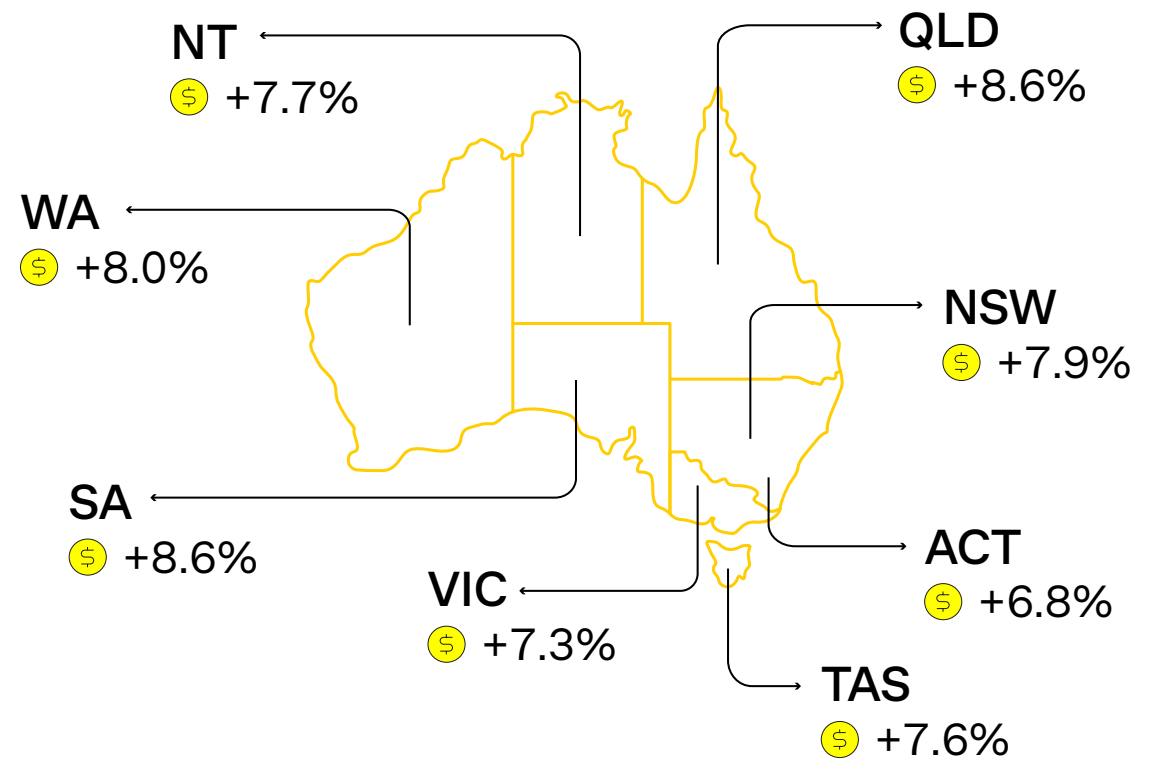 NT
$ +7.7%
QLD
$ +8.6%
WA
$ +8.0%
NSW
$ +7.9%
SA
$ +8.6%
ACT
$ +6.8%
VIC
$ +7.3%
TAS
$ +7.6%